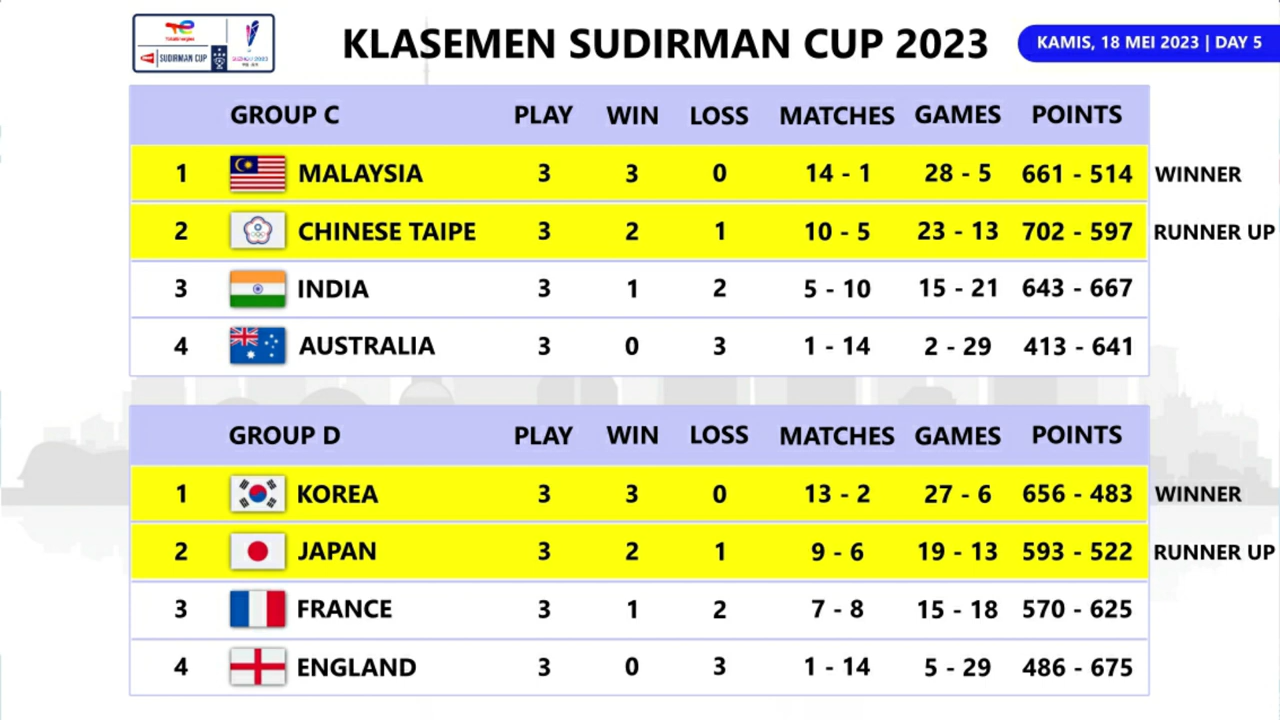 TotalEnergies
SUDIRMAN CUP
KLASEMEN SUDIRMAN CUP 2023
KAMIS, 18 MEI 2023 | DAY 5
GROUP C PLAY WIN LOSS MATCHES GAMES POINTS
1 MALAYSIA 3 3 0 14 - 1 28 - 5 661 - 514 WINNER
2 CHINESE TAIPE 3 2 1 10 - 5 23 - 13 702 - 597 RUNNER UP
3 INDIA 3 1 2 5 - 10 15 - 21 643 - 667
4 AUSTRALIA 3 0 3 1 - 14 2 - 29 413 - 641
GROUP D PLAY WIN LOSS MATCHES GAMES POINTS
1 KOREA 3 3 0 13 - 2 27 - 6 656 - 483 WINNER
2 JAPAN 3 2 1 9 - 6 19 - 13 593 - 522 RUNNER UP
3 FRANCE 3 1 2 7 - 8 15 - 18 570 - 625
4 ENGLAND 3 0 3 1 - 14 5 - 29 486 - 675